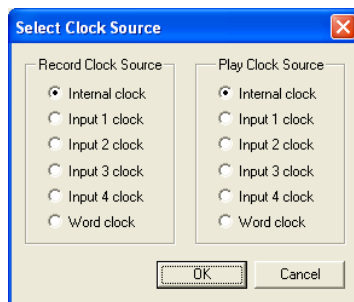 Select Clock Source
Record Clock Source
Internal clock
Input 1 clock
Input 2 clock
Input 3 clock
Input 4 clock
Word clock
Play Clock Source
Internal clock
Input 1 clock
Input 2 clock
Input 3 clock
Input 4 clock
Word clock
OK
Cancel